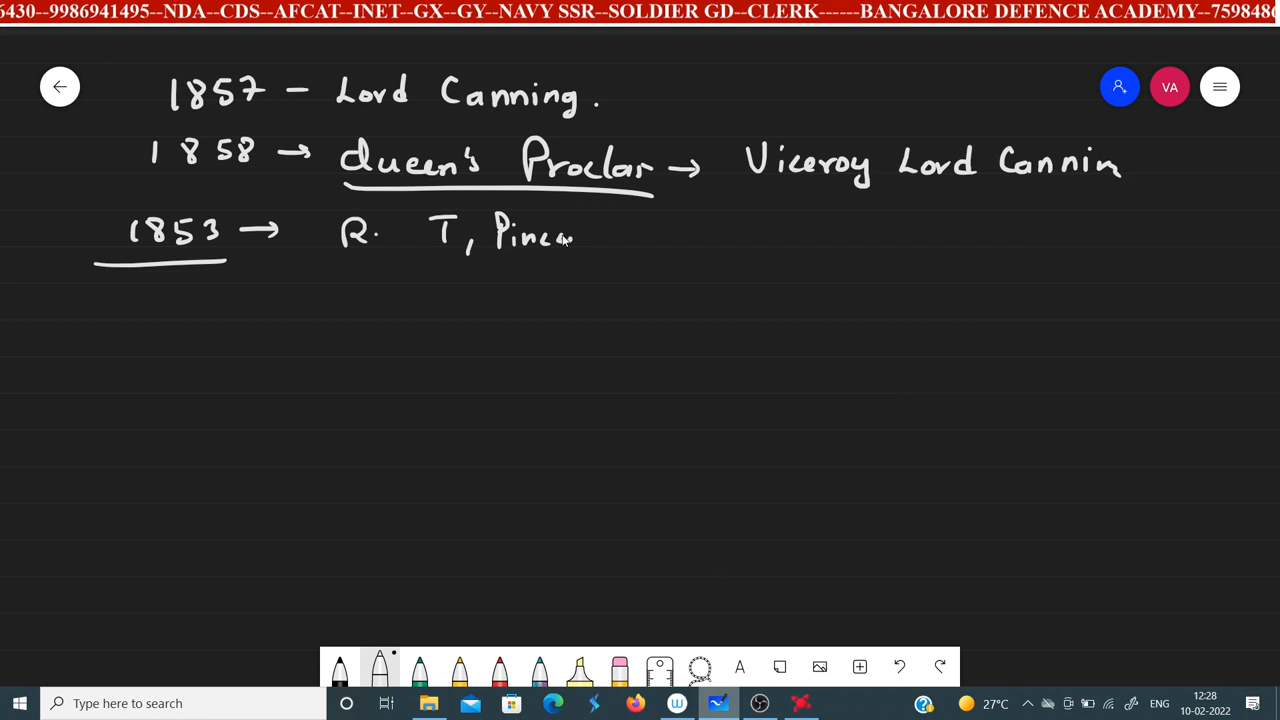 6430--9986941495--NDA--CDS--AFCAT--INET--GX--GY--NAVY SSR--SOLDIER GD--CLERK------BANGALORE DEFENCE ACADEMY--7598486
1857 - Lord Canning.
VA
1858 → Queen's Proclar → Viceroy Lord Cannin
1853 → R. T, Pinco
A
Type here to search
27°C
ENG
12:28
10-02-2022